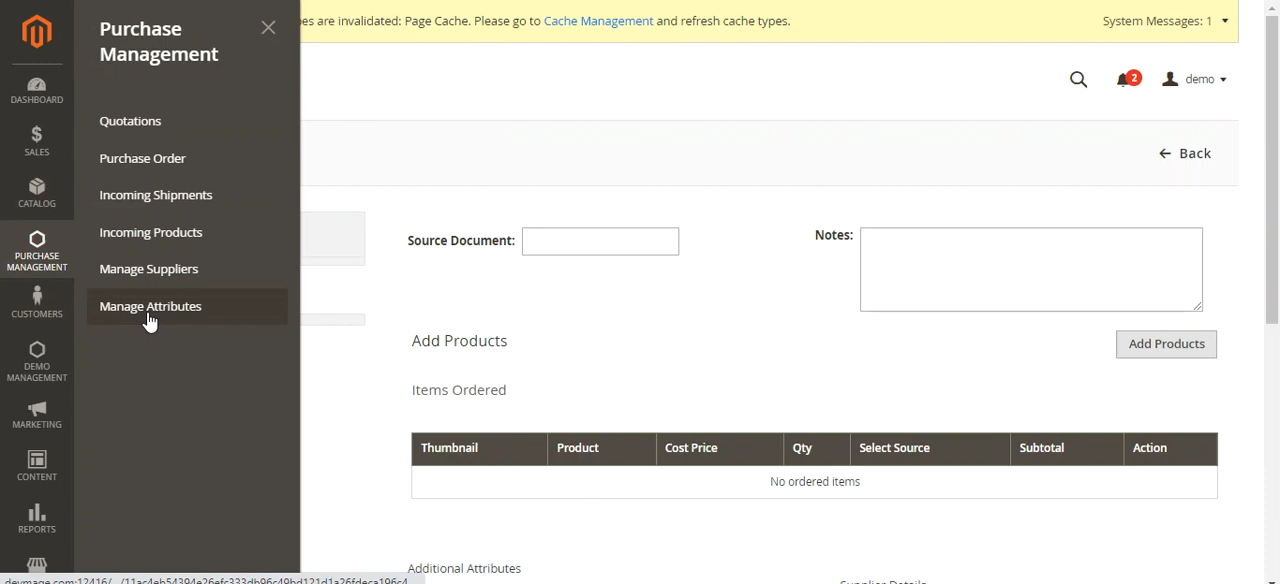 Purchase
Management
es are invalidated: Page Cache. Please go to Cache Management and refresh cache types.
System Messages: 1
DASHBOARD
2
demo
Quotations
SALES
Purchase Order
Back
CATALOG
Incoming Shipments
PURCHASE
MANAGEMENT
Incoming Products
Source Document:
Notes:
Manage Suppliers
CUSTOMERS
Manage Attributes
Add Products
Add Products
DEMO
MANAGEMENT
Items Ordered
MARKETING
Thumbnail Product Cost Price Qty Select Source Subtotal Action
No ordered items
CONTENT
REPORTS
Additional Attributes